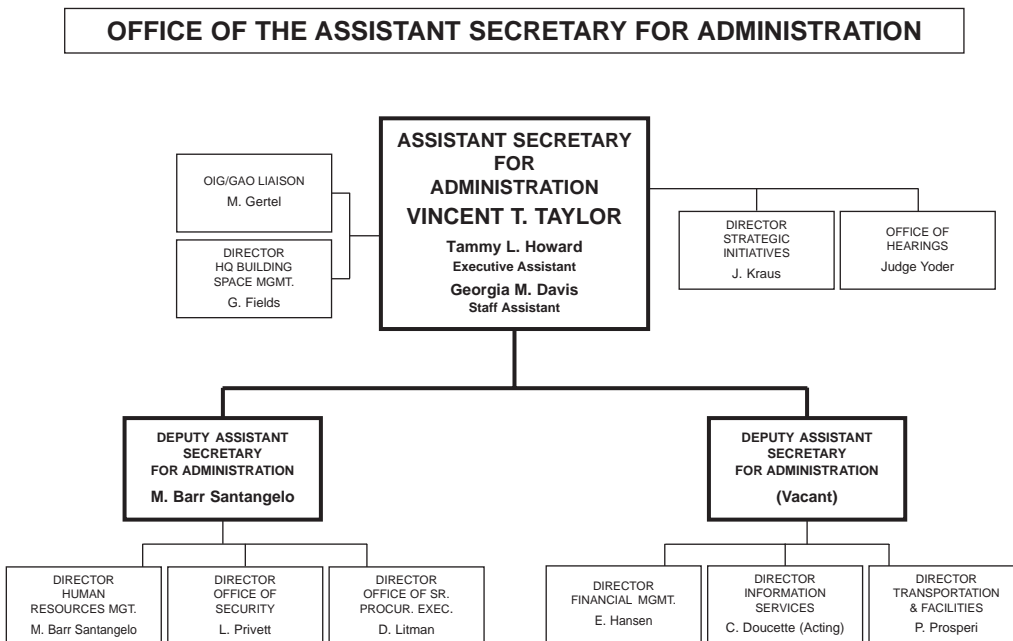 OFFICE OF THE ASSISTANT SECRETARY FOR ADMINISTRATION
ASSISTANT SECRETARY
FOR
ADMINISTRATION
VINCENT T. TAYLOR
Tammy L. Howard
Executive Assistant
Georgia M. Davis
Staff Assistant
OIG/GAO LIAISON
M. Gertel
DIRECTOR
HQ BUILDING
SPACE MGMT.
G. Fields
DIRECTOR
STRATEGIC
INITIATIVES
J. Kraus
OFFICE OF
HEARINGS
Judge Yoder
DEPUTY ASSISTANT
SECRETARY
FOR ADMINISTRATION
M. Barr Santangelo
DEPUTY ASSISTANT
SECRETARY
FOR ADMINISTRATION
(Vacant)
DIRECTOR
HUMAN
RESOURCES MGT.
M. Barr Santangelo
DIRECTOR
OFFICE OF
SECURITY
L. Privett
DIRECTOR
OFFICE OF SR.
PROCUR. EXEC.
D. Litman
DIRECTOR
FINANCIAL MGMT.
E. Hansen
DIRECTOR
INFORMATION
SERVICES
C. Doucette (Acting)
DIRECTOR
TRANSPORTATION
& FACILITIES
P. Prosperi